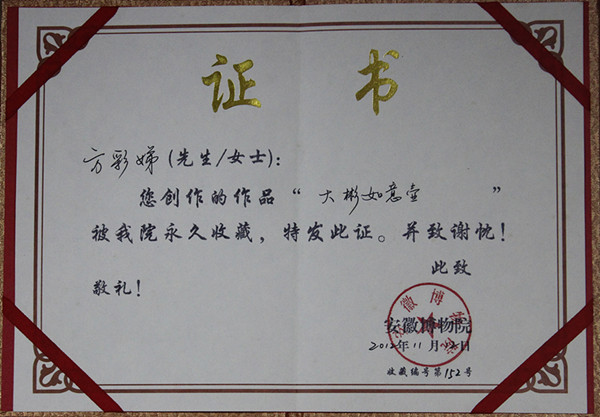 证 书
方彩娣(先生/女士):
您创作的作品“大彬如意壶”
被我院永久收藏,特发此证。并致谢忱!
此致
敬礼!
安徽博物院
2012年11月 日
收藏编号第152号